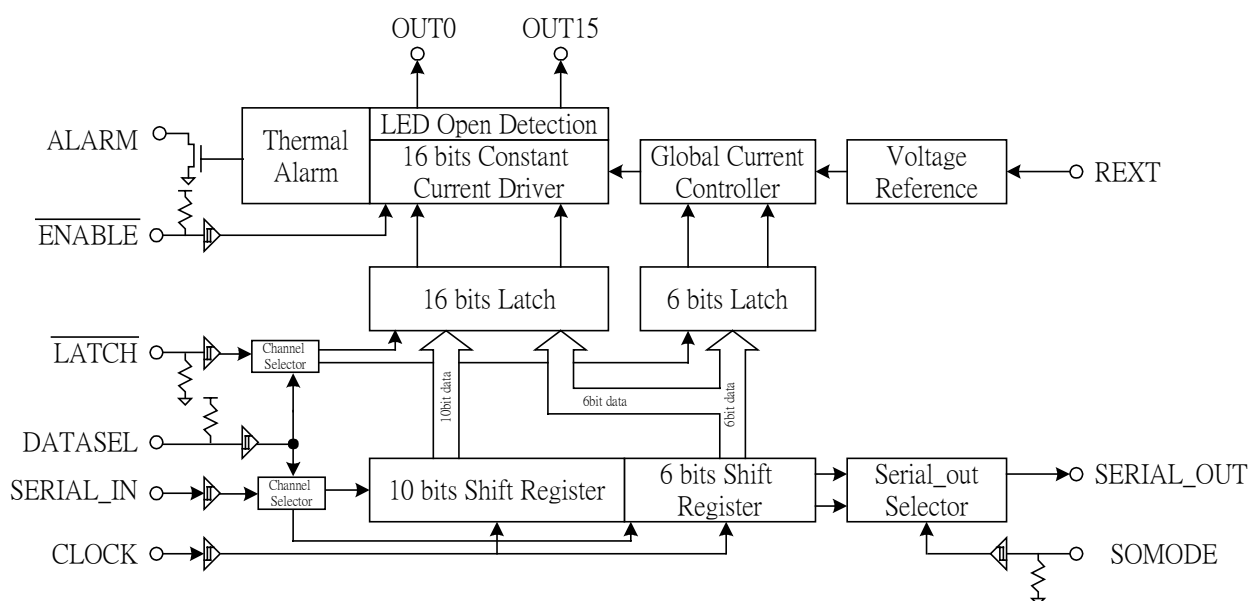 OUT0 OUT15
ALARM
Thermal
Alarm
LED Open Detection
16 bits Constant
Current Driver
Global Current
Controller
Voltage
Reference
REXT
ENABLE
16 bits Latch
6 bits Latch
LATCH
Channel
Selector
10bit data
6bit data
6bit data
DATASEL
SERIAL_IN
Channel
Selector
10 bits Shift Register
6 bits Shift
Register
Serial_out
Selector
SERIAL_OUT
CLOCK
SOMODE